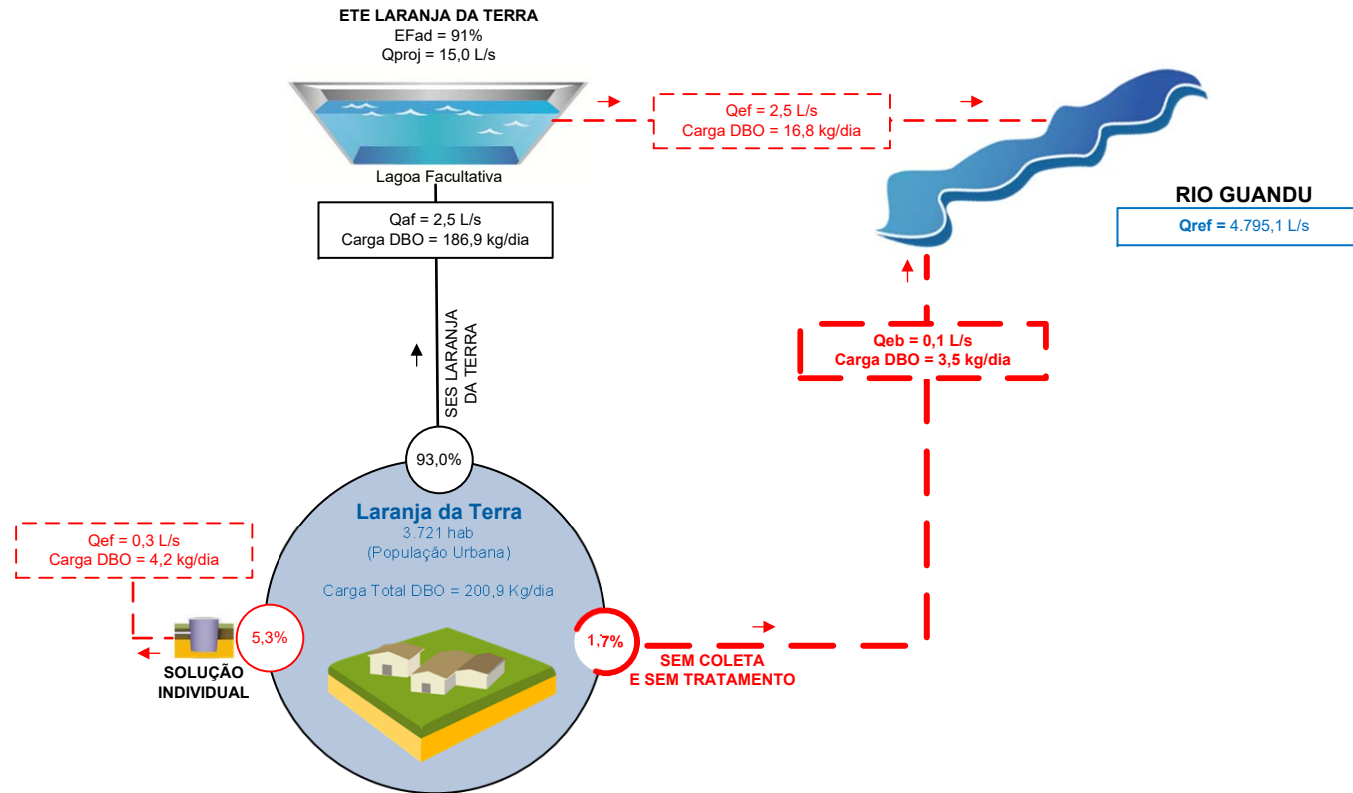 ETE LARANJA DA TERRA
EFad = 91%
Qproj = 15,0 L/s
Qef = 2,5 L/s
Carga DBO = 16,8 kg/dia
Lagoa Facultativa
RIO GUANDU
Qref = 4.795,1 L/s
Qaf = 2,5 L/s
Carga DBO = 186,9 kg/dia
SES LARANJA
DA TERRA
Qeb = 0,1 L/s
Carga DBO = 3,5 kg/dia
93,0%
Laranja da Terra
3.721 hab
(População Urbana)
Carga Total DBO = 200,9 Kg/dia
Qef = 0,3 L/s
Carga DBO = 4,2 kg/dia
5,3%
SOLUÇÃO
INDIVIDUAL
1,7%
SEM COLETA
E SEM TRATAMENTO